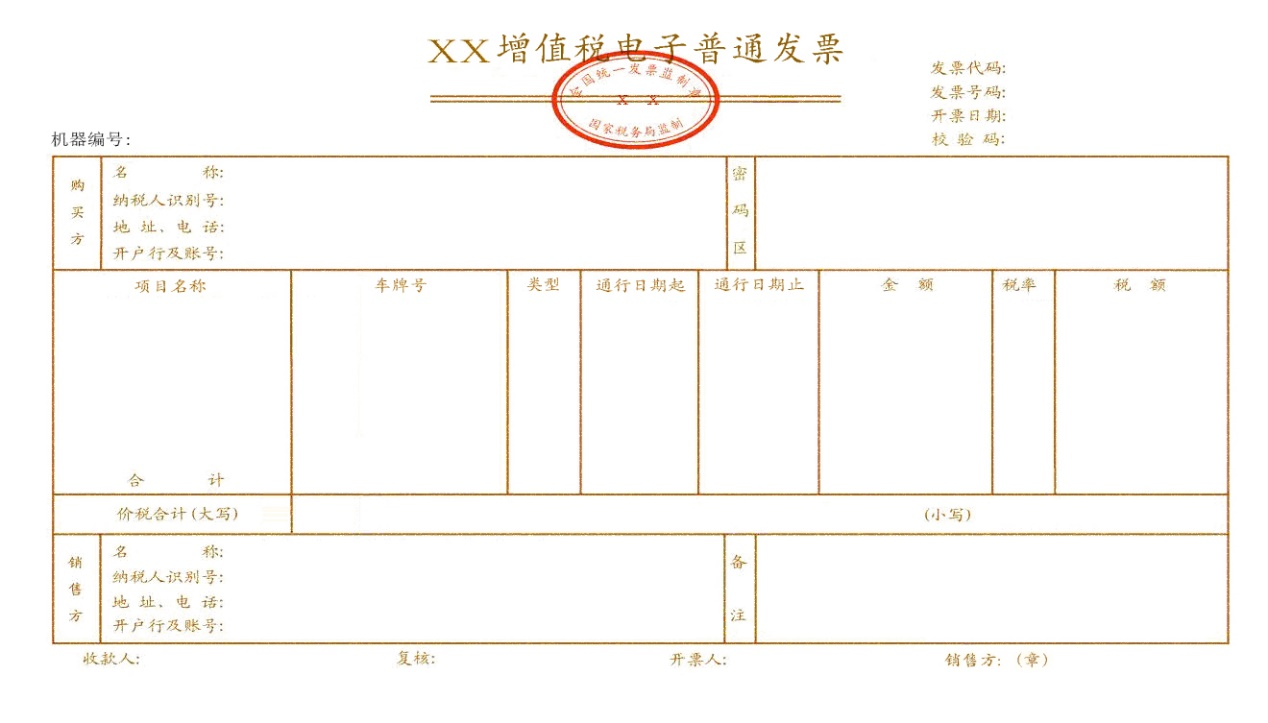 XX增值税电子普通发票
全国统一发票监制章
X X
国家税务局监制
发票代码:
发票号码:
开票日期:
校验码:
机器编号:
购买方
名称:
纳税人识别号:
地址、电话:
开户行及账号:
密码区
项目名称 车牌号 类型 通行日期起 通行日期止 金额 税率 税额
合计
价税合计(大写) (小写)
销售方
名称:
纳税人识别号:
地址、电话:
开户行及账号:
备注
收款人: 复核: 开票人: 销售方:(章)